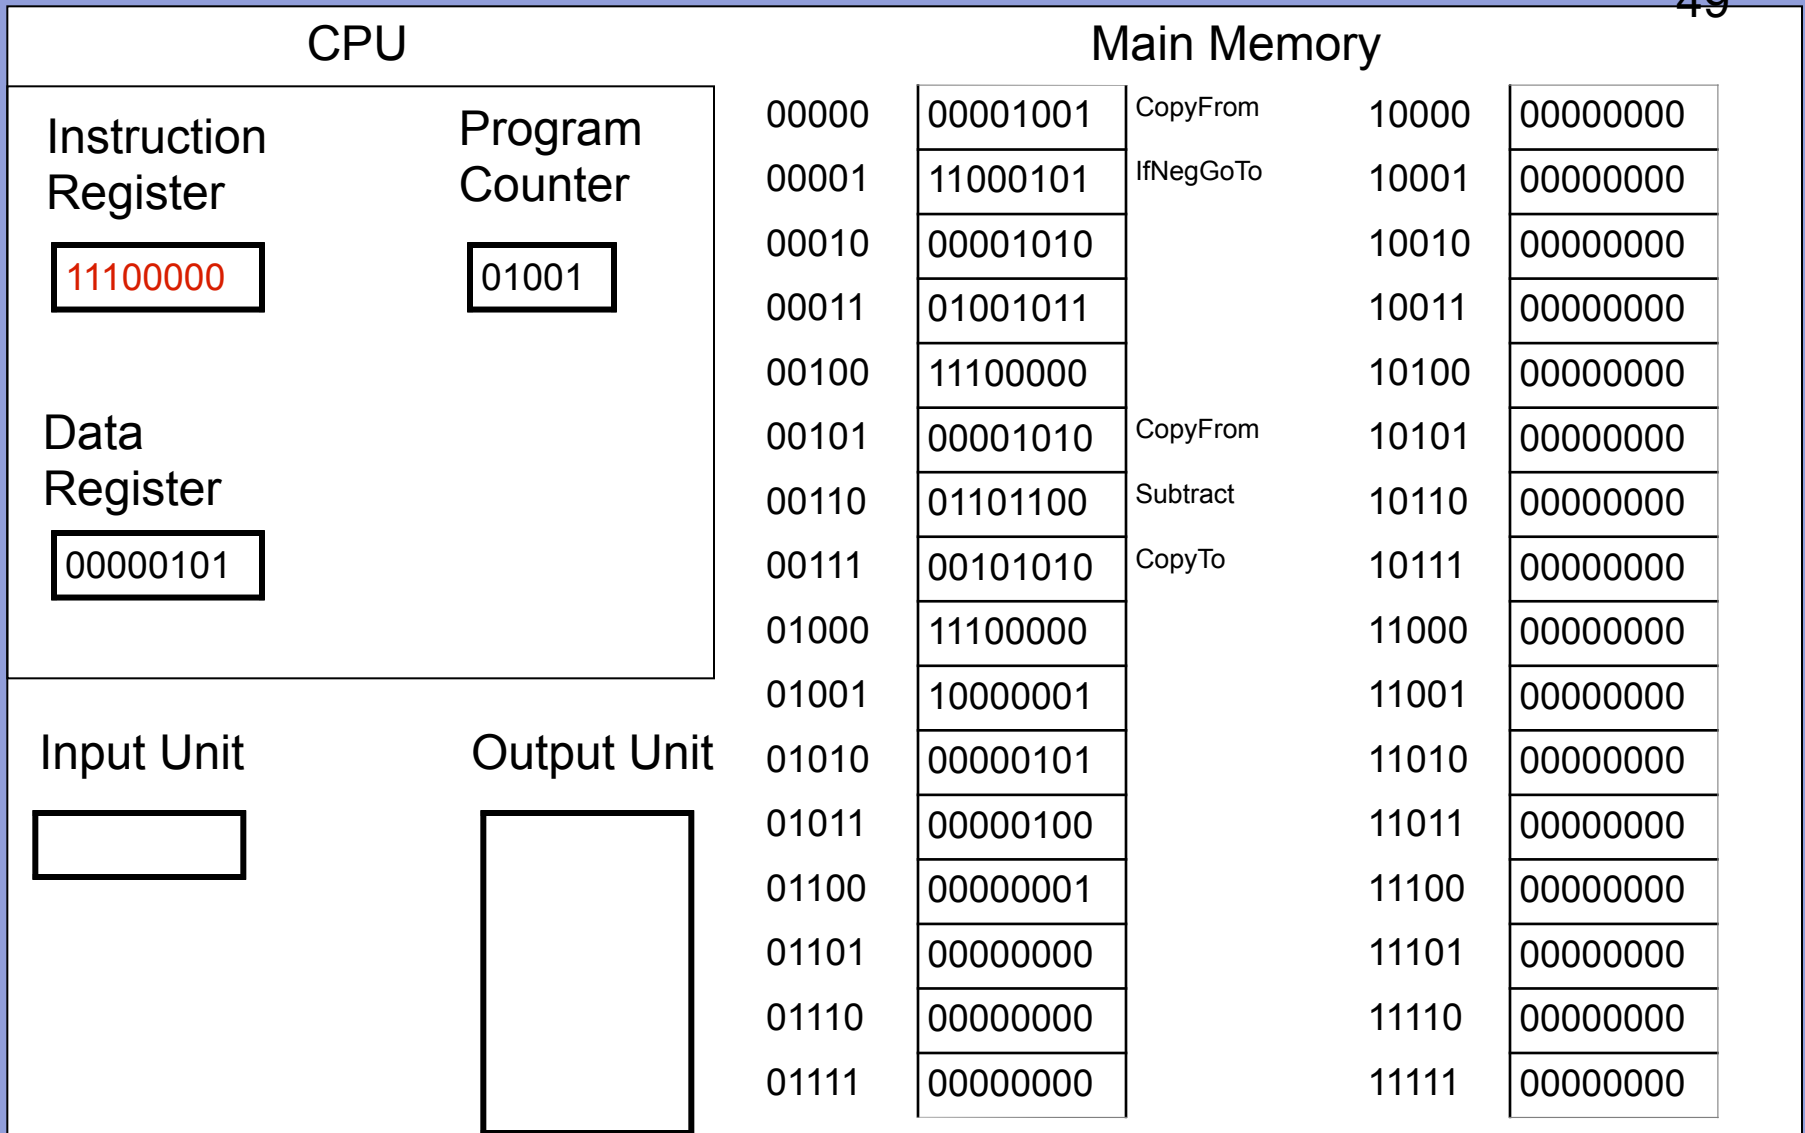 49
CPU
Main Memory
Instruction
Register
Program
Counter
11100000
01001
Data
Register
00000101
Input Unit
Output Unit
00000 00001001 CopyFrom 10000 00000000
00001 11000101 IfNegGoTo 10001 00000000
00010 00001010 10010 00000000
00011 01001011 10011 00000000
00100 11100000 10100 00000000
00101 00001010 CopyFrom 10101 00000000
00110 01101100 Subtract 10110 00000000
00111 00101010 CopyTo 10111 00000000
01000 11100000 11000 00000000
01001 10000001 11001 00000000
01010 00000101 11010 00000000
01011 00000100 11011 00000000
01100 00000001 11100 00000000
01101 00000000 11101 00000000
01110 00000000 11110 00000000
01111 00000000 11111 00000000